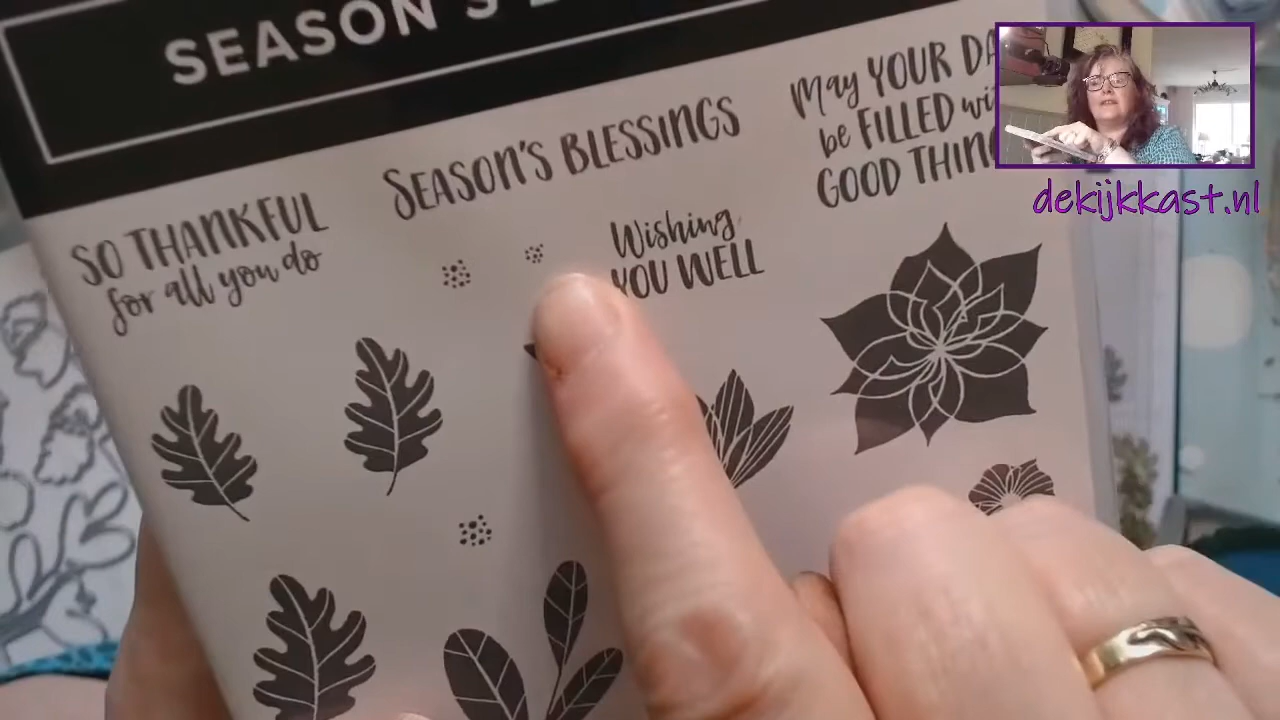 SEASON'S
SO THANKFUL
for all you do
SEASON'S BLESSINGS
Wishing
YOU WELL
May YOUR
be FILLED
GOOD
dekijkkast.nl